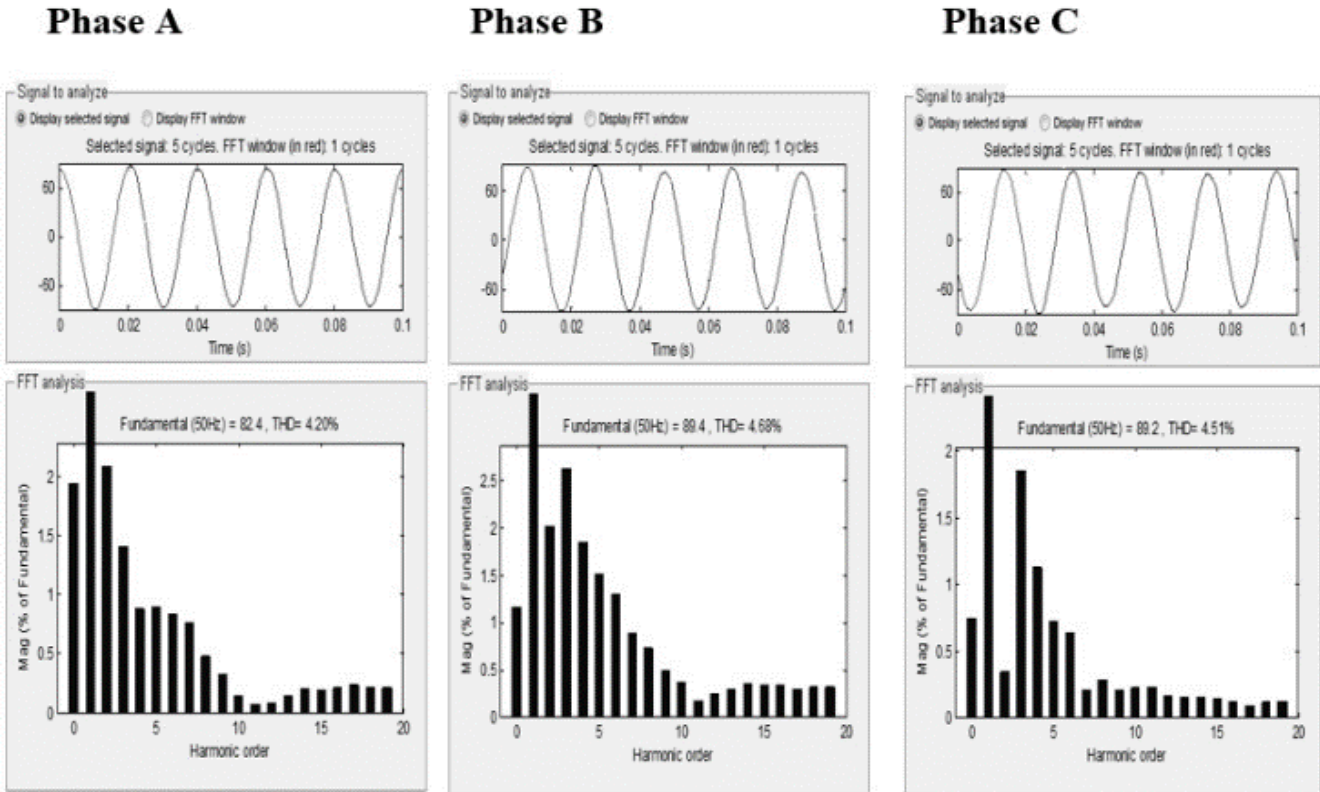 Phase A
Signal to analyze
Display selected signal Display FFT window
Selected signal: 5 cycles. FFT window (in red): 1 cycles
60
0
-60
0 0.02 0.04 0.06 0.08 0.1
Time (s)
FFT analysis
Fundamental (50Hz) = 82.4 , THD= 4.20%
2
1.5
1
0.5
0
Mag (% of Fundamental)
0 5 10 15 20
Harmonic order
Phase B
Signal to analyze
Display selected signal Display FFT window
Selected signal: 5 cycles. FFT window (in red): 1 cycles
60
0
-60
0 0.02 0.04 0.06 0.08 0.1
Time (s)
FFT analysis
Fundamental (50Hz) = 89.4 , THD= 4.68%
2.5
2
1.5
1
0.5
0
Mag (% of Fundamental)
0 5 10 15 20
Harmonic order
Phase C
Signal to analyze
Display selected signal Display FFT window
Selected signal: 5 cycles. FFT window (in red): 1 cycles
60
0
-60
0 0.02 0.04 0.06 0.08 0.1
Time (s)
FFT analysis
Fundamental (50Hz) = 89.2 , THD= 4.51%
2
1.5
1
0.5
0
Mag (% of Fundamental)
0 5 10 15 20
Harmonic order